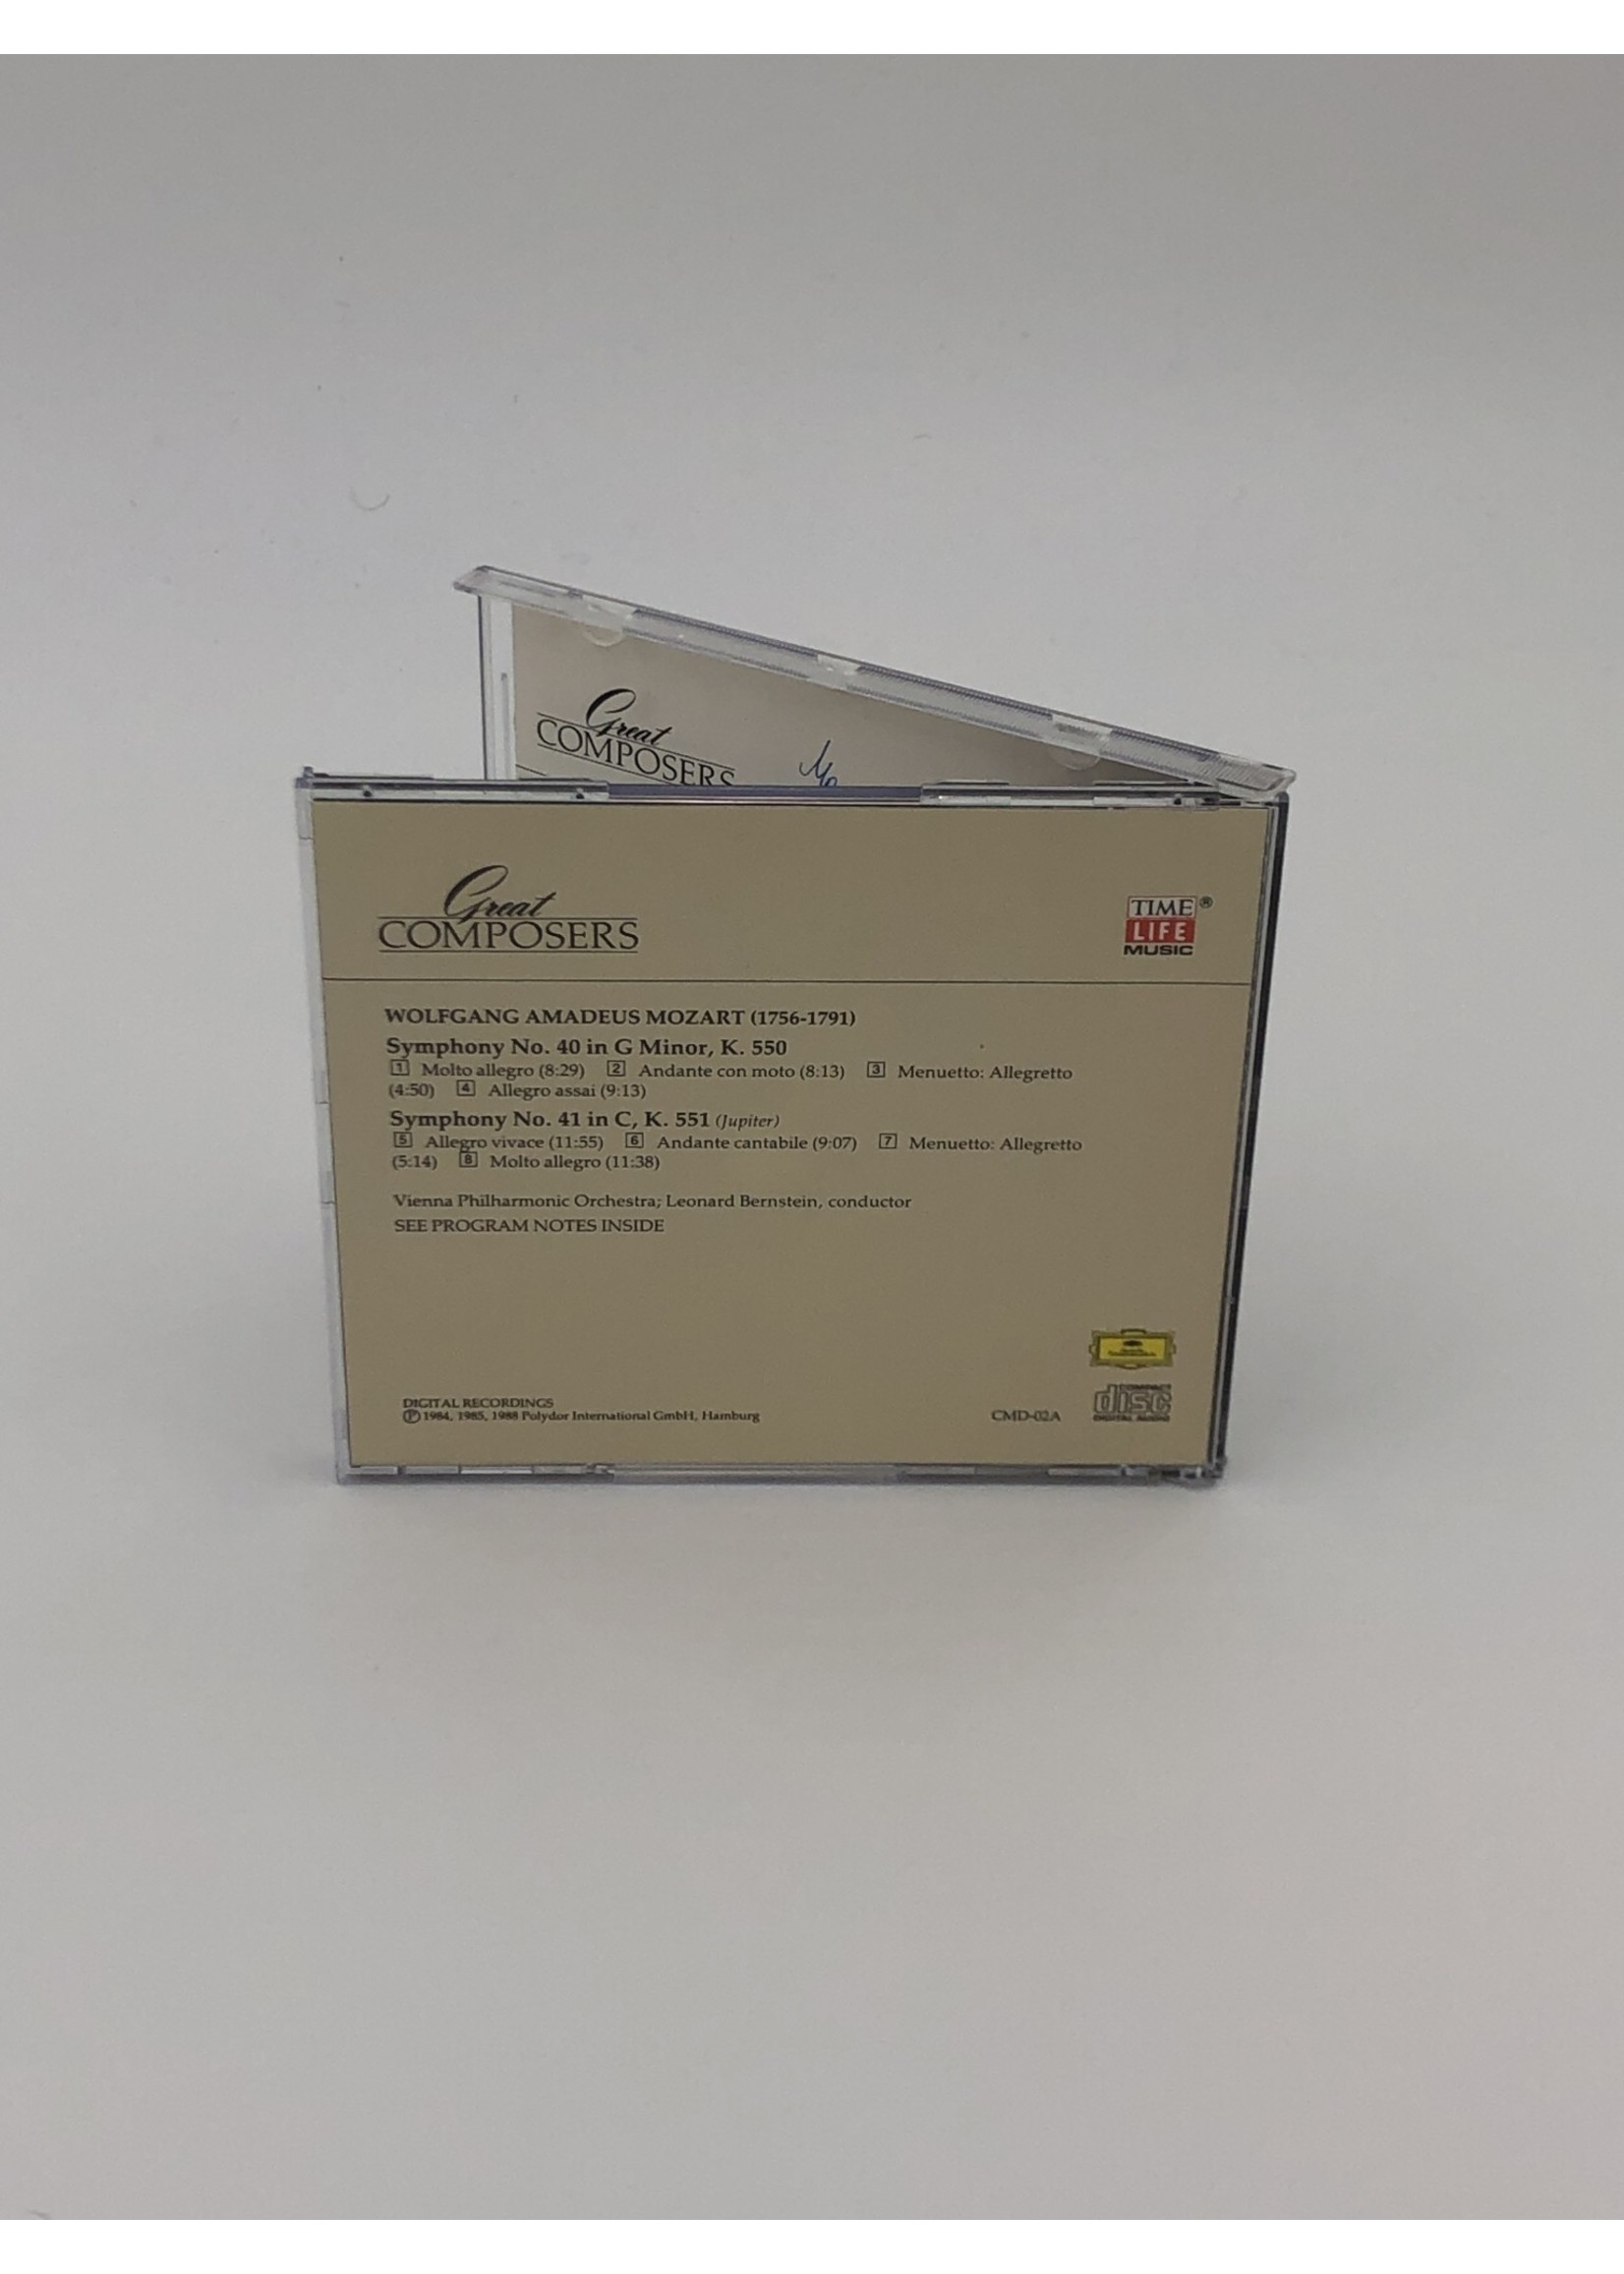 Great
COMPOSERS
Great
COMPOSERS
TIME ®
LIFE
MUSIC
WOLFGANG AMADEUS MOZART (1756-1791)
Symphony No. 40 in G Minor, K. 550
1 Molto allegro (8:29) 2 Andante con moto (8:13) 3 Menuetto: Allegretto
(4:50) 4 Allegro assai (9:13)
Symphony No. 41 in C, K. 551 (Jupiter)
5 Allegro vivace (11:55) 6 Andante cantabile (9:07) 7 Menuetto: Allegretto
(5:14) 8 Molto allegro (11:38)
Vienna Philharmonic Orchestra; Leonard Bernstein, conductor
SEE PROGRAM NOTES INSIDE
DIGITAL RECORDINGS
Ⓟ 1984, 1985, 1988 Polydor International GmbH, Hamburg
CMD-02A
COMPACT
disc
DIGITAL AUDIO